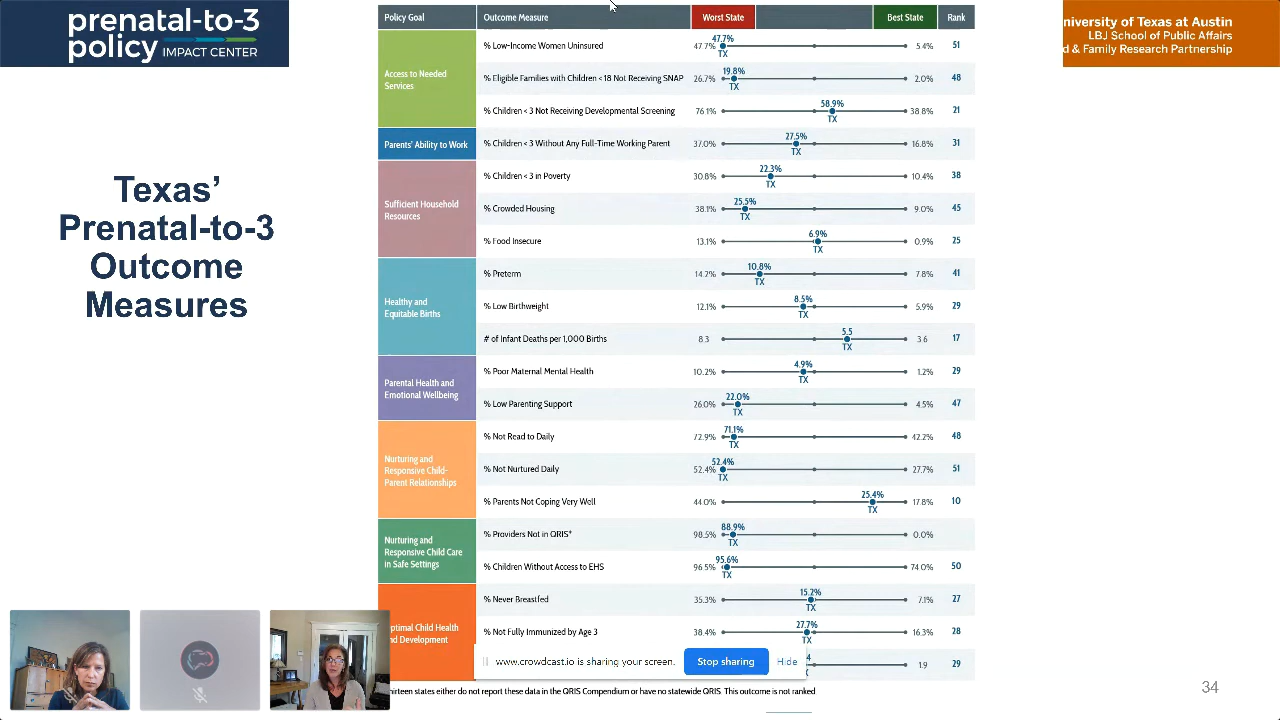 prenatal-to-3
policy IMPACT CENTER
niversity of Texas at Austin
LBJ School of Public Affairs
d & Family Research Partnership
Texas’
Prenatal-to-3
Outcome
Measures
Policy Goal Outcome Measure Worst State Best State Rank
Access to Needed
Services
% Low-Income Women Uninsured 47.7% 47.7% TX 5.4% 51
% Eligible Families with Children < 18 Not Receiving SNAP 26.7% 19.8% TX 2.0% 48
% Children < 3 Not Receiving Developmental Screening 76.1% 58.9% TX 38.8% 21
Parents' Ability to Work
% Children < 3 Without Any Full-Time Working Parent 37.0% 27.5% TX 16.8% 31
Sufficient Household
Resources
% Children < 3 in Poverty 30.8% 22.3% TX 10.4% 38
% Crowded Housing 38.1% 25.5% TX 9.0% 45
% Food Insecure 13.1% 6.9% TX 0.9% 25
Healthy and
Equitable Births
% Preterm 14.2% 10.8% TX 7.8% 41
% Low Birthweight 12.1% 8.5% TX 5.9% 29
# of Infant Deaths per 1,000 Births 8.3 5.5 TX 3.6 17
Parental Health and
Emotional Wellbeing
% Poor Maternal Mental Health 10.2% 4.9% TX 1.2% 29
% Low Parenting Support 26.0% 22.0% TX 4.5% 47
Nurturing and
Responsive Child-
Parent Relationships
% Not Read to Daily 72.9% 71.1% TX 42.2% 48
% Not Nurtured Daily 52.4% 52.4% TX 27.7% 51
% Parents Not Coping Very Well 44.0% 25.4% TX 17.8% 10
Nurturing and
Responsive Child Care
in Safe Settings
% Providers Not in QRIS* 98.5% 88.9% TX 0.0%
% Children Without Access to EHS 96.5% 95.6% TX 74.0% 50
ptimal Child Health
nd Development
% Never Breastfed 35.3% 15.2% TX 7.1% 27
% Not Fully Immunized by Age 3 38.4% 27.7% TX 16.3% 28
4 1.9 29
www.crowdcast.io is sharing your screen. Stop sharing Hide
hirteen states either do not report these data in the QRIS Compendium or have no statewide QRIS. This outcome is not ranked
34